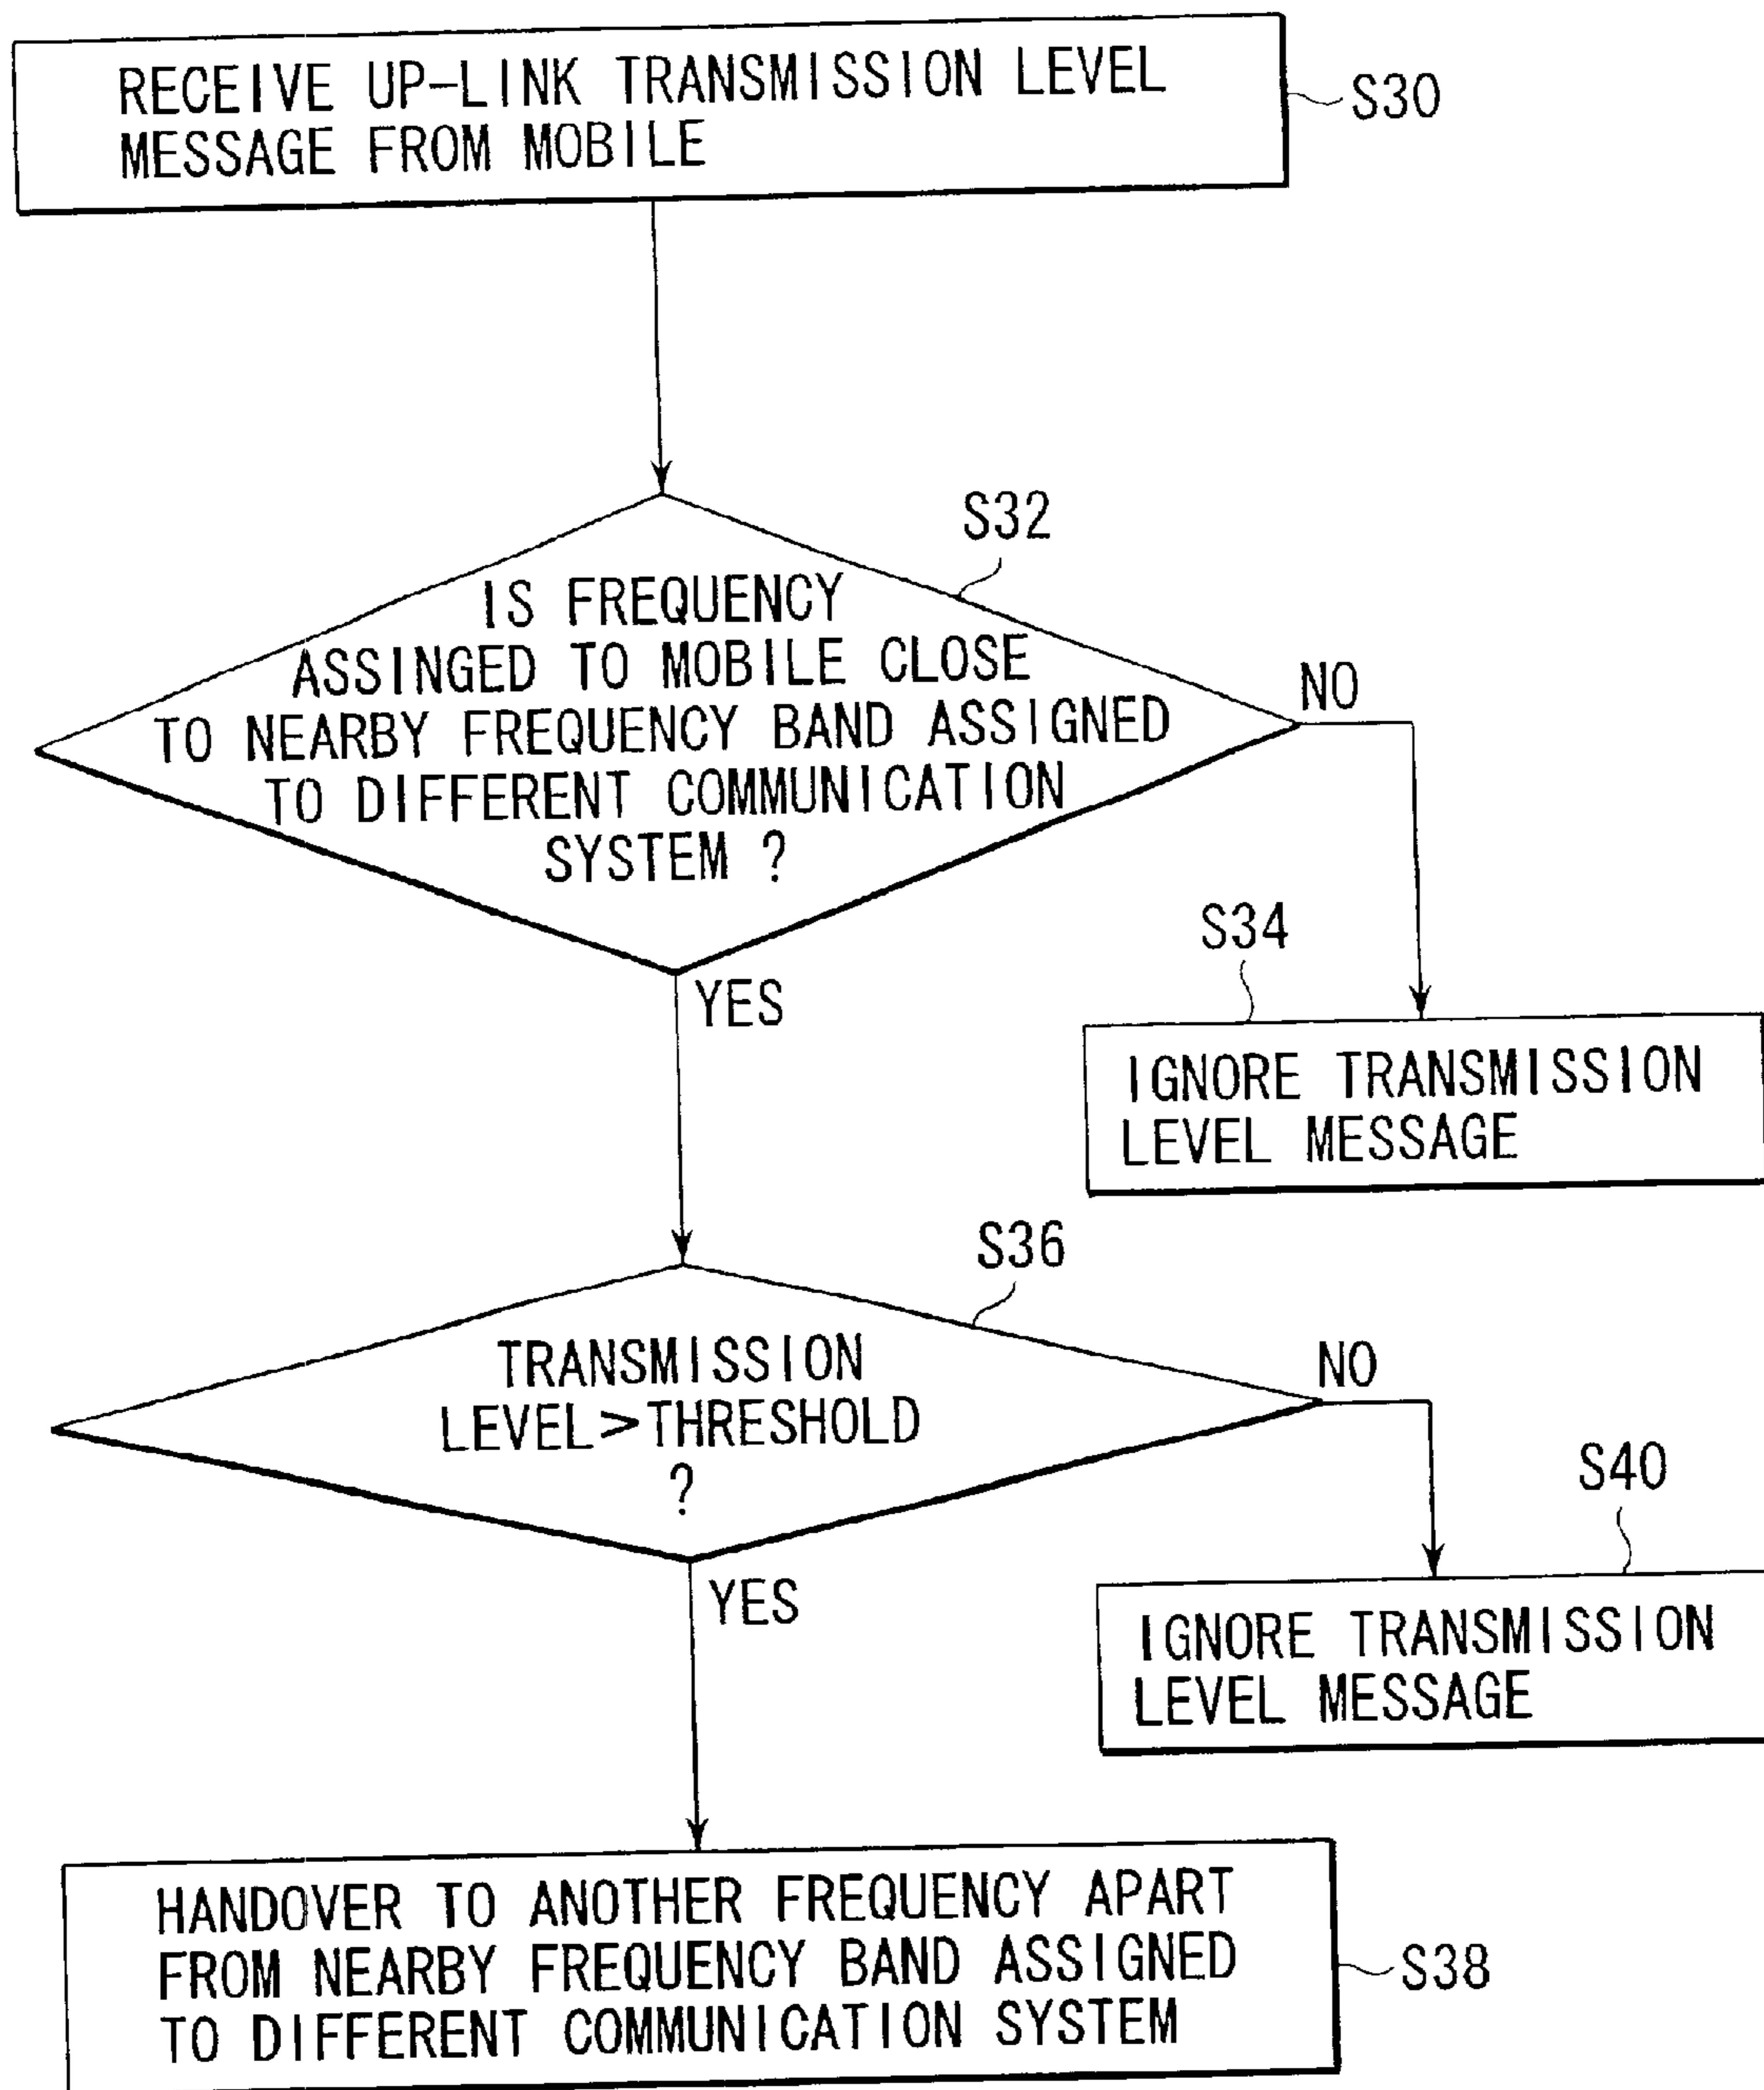 RECEIVE UP-LINK TRANSMISSION LEVEL
MESSAGE FROM MOBILE
S30
S32
IS FREQUENCY
ASSINGED TO MOBILE CLOSE
TO NEARBY FREQUENCY BAND ASSIGNED
TO DIFFERENT COMMUNICATION
SYSTEM ?
NO
YES
S34
IGNORE TRANSMISSION
LEVEL MESSAGE
S36
TRANSMISSION
LEVEL>THRESHOLD
?
NO
YES
S40
IGNORE TRANSMISSION
LEVEL MESSAGE
HANDOVER TO ANOTHER FREQUENCY APART
FROM NEARBY FREQUENCY BAND ASSIGNED
TO DIFFERENT COMMUNICATION SYSTEM
S38